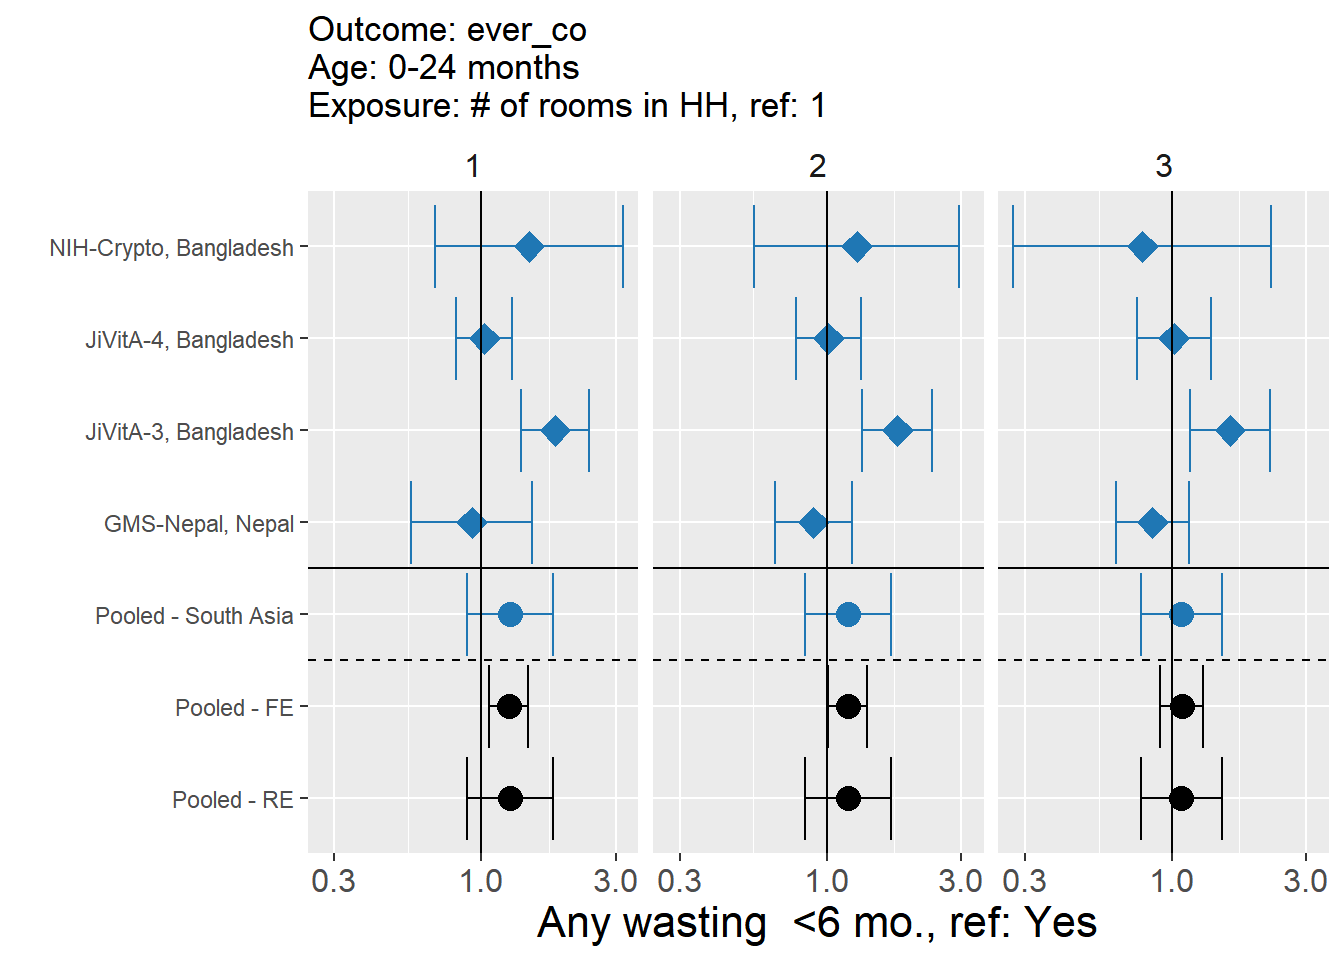 Outcome: ever_co
Age: 0-24 months
Exposure: # of rooms in HH, ref: 1
1 2 3
NIH-Crypto, Bangladesh
JiVitA-4, Bangladesh
JiVitA-3, Bangladesh
GMS-Nepal, Nepal
Pooled - South Asia
Pooled - FE
Pooled - RE
0.3 1.0 3.0 0.3 1.0 3.0 0.3 1.0 3.0
Any wasting  <6 mo., ref: Yes